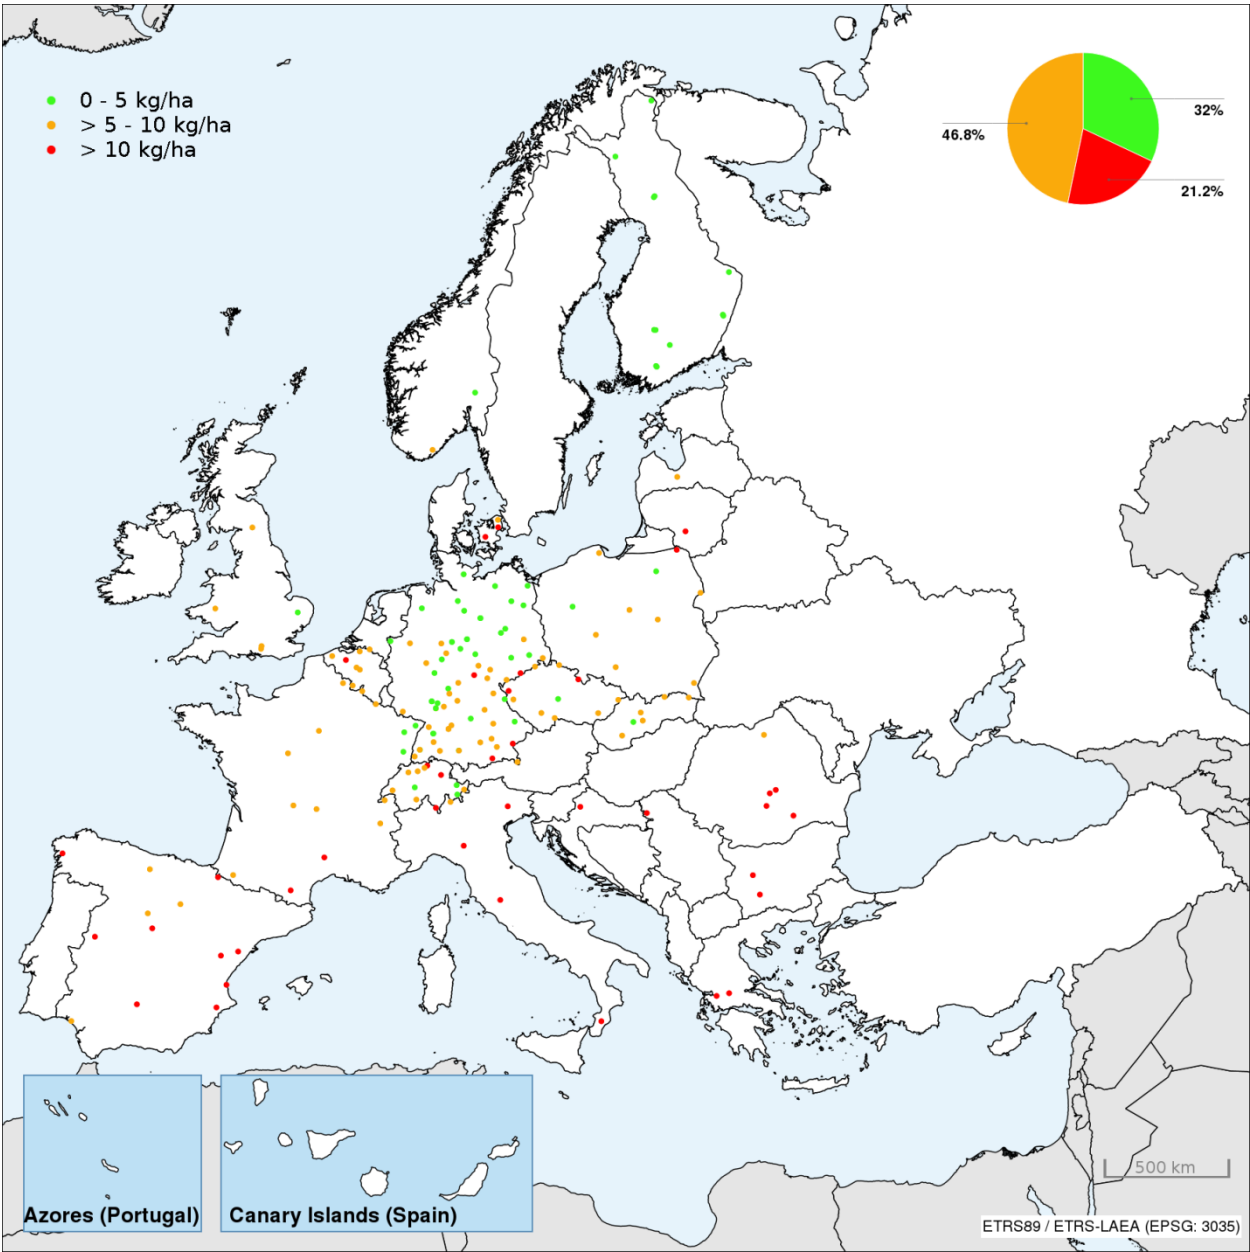 0 - 5 kg/ha
> 5 - 10 kg/ha
> 10 kg/ha
32%
46.8%
21.2%
500 km
Azores (Portugal)
Canary Islands (Spain)
ETRS89 / ETRS-LAEA (EPSG: 3035)